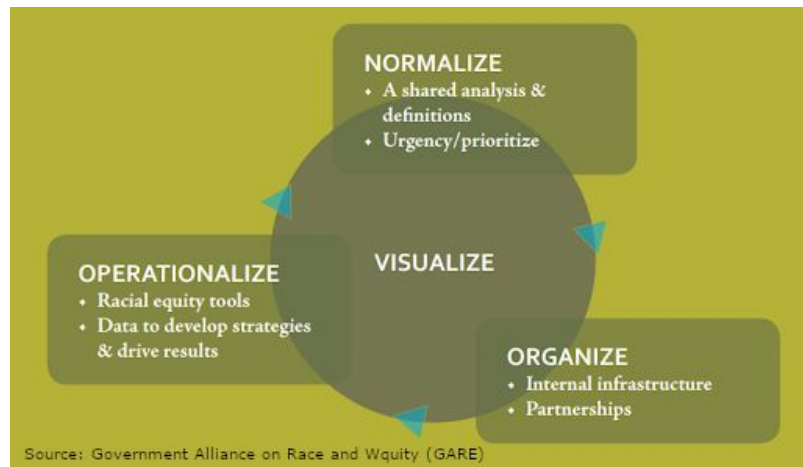 NORMALIZE
• A shared analysis &
definitions
• Urgency/prioritize
VISUALIZE
OPERATIONALIZE
• Racial equity tools
• Data to develop strategies
& drive results
ORGANIZE
• Internal infrastructure
• Partnerships
Source: Government Alliance on Race and Wquity (GARE)